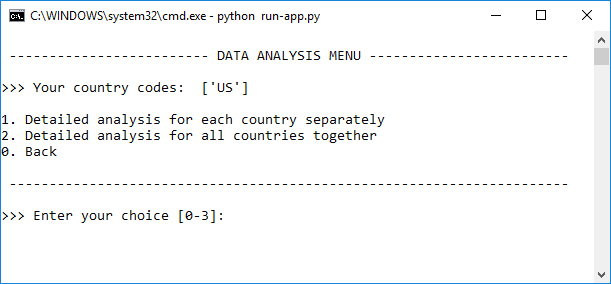 C:\WINDOWS\system32\cmd.exe - python run-app.py
------------------------- DATA ANALYSIS MENU -------------------------
>>> Your country codes:  ['US']
1. Detailed analysis for each country separately
2. Detailed analysis for all countries together
0. Back
----------------------------------------------------------------------
>>> Enter your choice [0-3]: